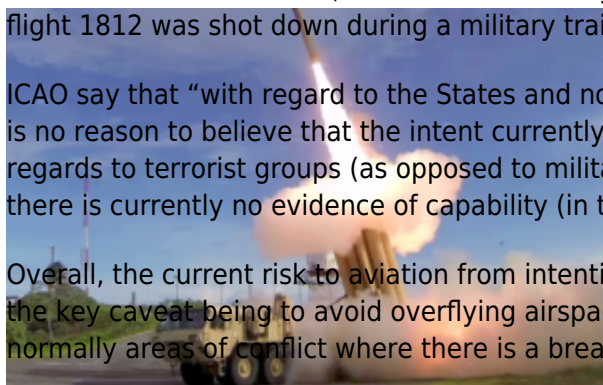 flight 1812 was shot down during a military trai
ICAO say that “with regard to the States and no
is no reason to believe that the intent currently
regards to terrorist groups (as opposed to milita
there is currently no evidence of capability (in t
Overall, the current risk to aviation from intenti
the key caveat being to avoid overflying airspa
normally areas of conflict where there is a brea